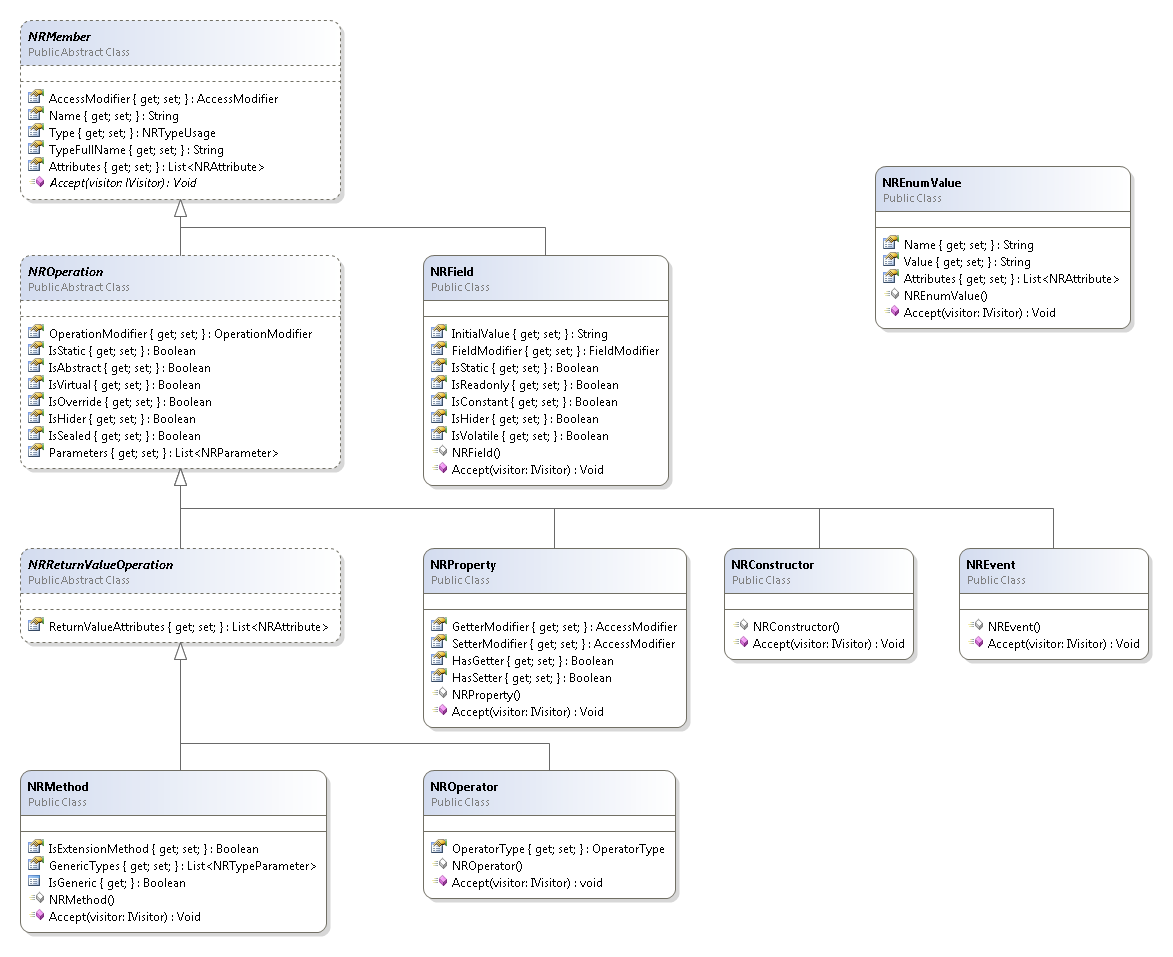 NRMember
Public Abstract Class
AccessModifier { get; set; } : AccessModifier
Name { get; set; } : String
Type { get; set; } : NRTypeUsage
TypeFullName { get; set; } : String
Attributes { get; set; } : List<NRAttribute>
Accept(visitor: IVisitor) : Void
NREnumValue
Public Class
Name { get; set; } : String
Value { get; set; } : String
Attributes { get; set; } : List<NRAttribute>
NREnumValue()
Accept(visitor: IVisitor) : Void
NROperation
Public Abstract Class
OperationModifier { get; set; } : OperationModifier
IsStatic { get; set; } : Boolean
IsAbstract { get; set; } : Boolean
IsVirtual { get; set; } : Boolean
IsOverride { get; set; } : Boolean
IsHider { get; set; } : Boolean
IsSealed { get; set; } : Boolean
Parameters { get; set; } : List<NRParameter>
NRField
Public Class
InitialValue { get; set; } : String
FieldModifier { get; set; } : FieldModifier
IsStatic { get; set; } : Boolean
IsReadonly { get; set; } : Boolean
IsConstant { get; set; } : Boolean
IsHider { get; set; } : Boolean
IsVolatile { get; set; } : Boolean
NRField()
Accept(visitor: IVisitor) : Void
NRReturnValueOperation
Public Abstract Class
ReturnValueAttributes { get; set; } : List<NRAttribute>
NRProperty
Public Class
GetterModifier { get; set; } : AccessModifier
SetterModifier { get; set; } : AccessModifier
HasGetter { get; set; } : Boolean
HasSetter { get; set; } : Boolean
NRProperty()
Accept(visitor: IVisitor) : Void
NRConstructor
Public Class
NRConstructor()
Accept(visitor: IVisitor) : Void
NREvent
Public Class
NREvent()
Accept(visitor: IVisitor) : Void
NRMethod
Public Class
IsExtensionMethod { get; set; } : Boolean
GenericTypes { get; set; } : List<NRTypeParameter>
IsGeneric { get; } : Boolean
NRMethod()
Accept(visitor: IVisitor) : Void
NROperator
Public Class
OperatorType { get; set; } : OperatorType
NROperator()
Accept(visitor: IVisitor) : void